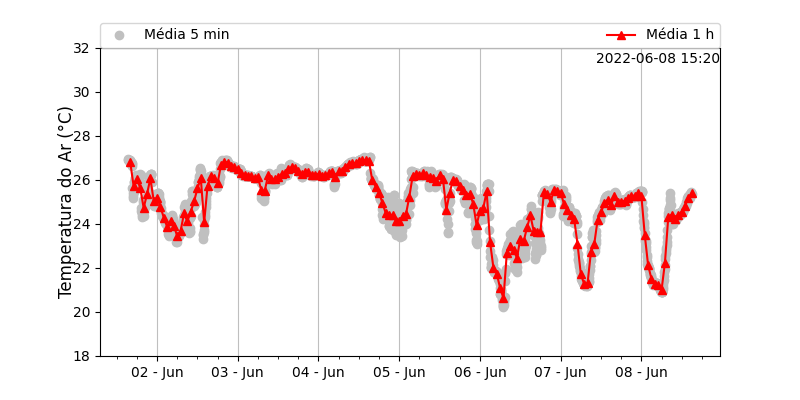 Média 5 min
Média 1 h
2022-06-08 15:20
Temperatura do Ar (°C)
32
30
28
26
24
22
20
18
02 - Jun
03 - Jun
04 - Jun
05 - Jun
06 - Jun
07 - Jun
08 - Jun